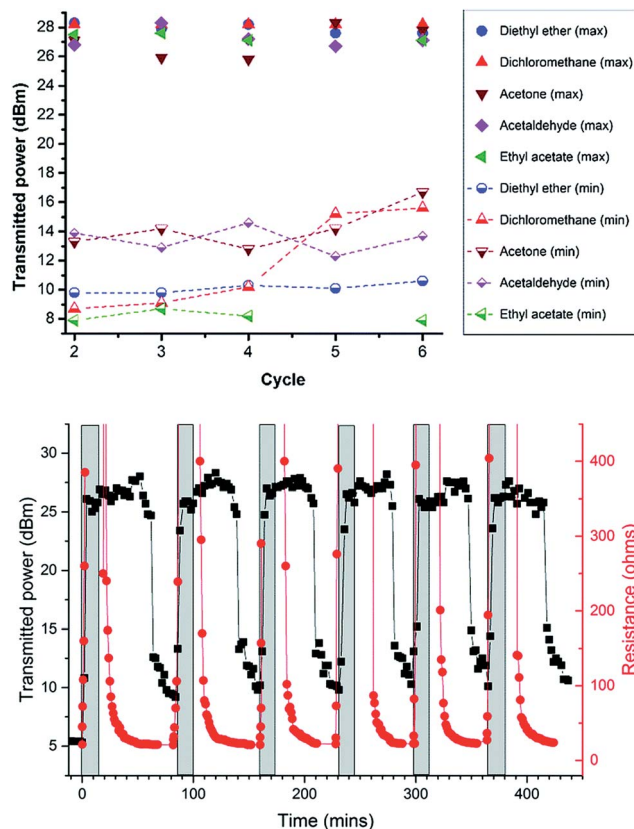 28
26
24
22
20
18
16
14
12
10
8
Transmitted power (dBm)
2
3
4
5
6
Cycle
Diethyl ether (max)
Dichloromethane (max)
Acetone (max)
Acetaldehyde (max)
Ethyl acetate (max)
Diethyl ether (min)
Dichloromethane (min)
Acetone (min)
Acetaldehyde (min)
Ethyl acetate (min)
30
25
20
15
10
5
Transmitted power (dBm)
400
300
200
100
0
Resistance (ohms)
0
100
200
300
400
Time (mins)